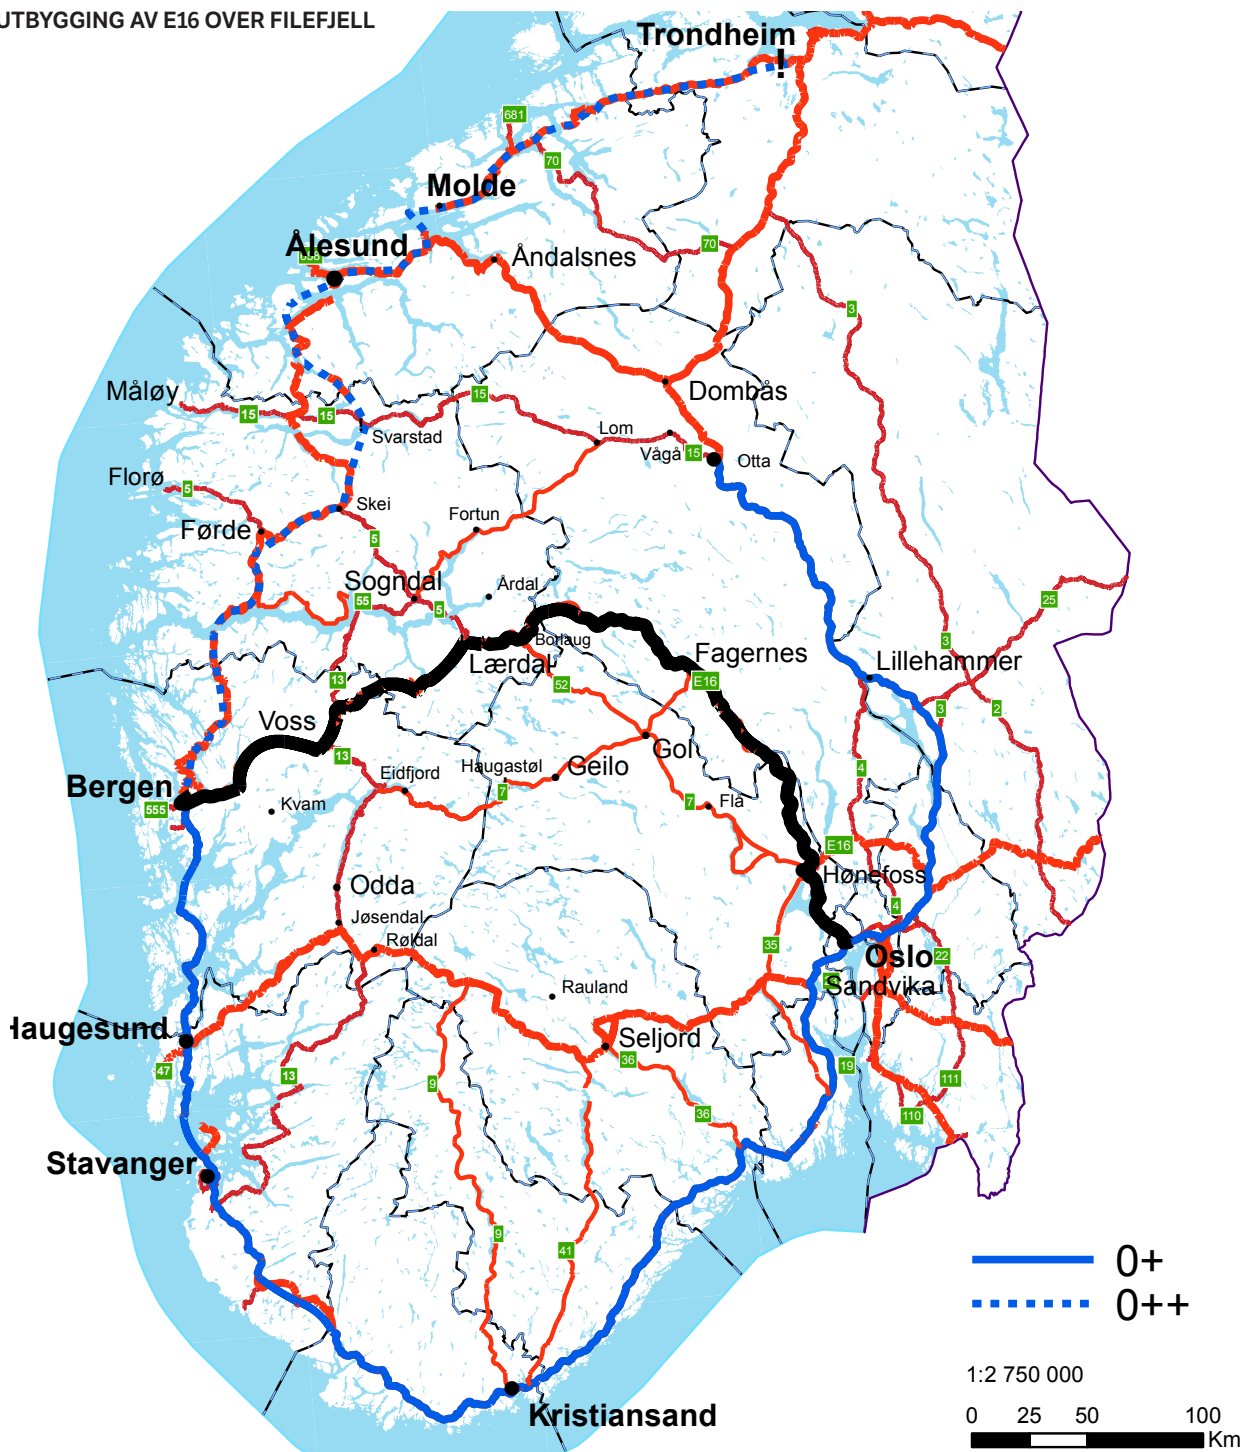 UTBYGGING AV E16 OVER FILEFJELL
Trondheim
!
681
70
Molde
Ålesund
70
Åndalsnes
3
Dombås
Måløy
15
15
15
Svarstad
Lom
Vågå
15
Otta
Florø
5
Skei
Fortun
Førde
5
Sogndal
Årdal
55
5
25
Borlaug
3
Lærdal
Fagernes
Lillehammer
13
52
E16
3
2
Voss
Gol
13
Haugastøl
Geilo
4
Bergen
Eidfjord
7
7
Flå
555
Kvam
E16
Hønefoss
Odda
4
Jøsendal
Røldal
35
Oslo
22
Sandvika
Rauland
Haugesund
Seljord
36
47
13
9
19
111
36
110
Stavanger
9
41
0+
0++
1:2 750 000
0 25 50 100
Km
Kristiansand